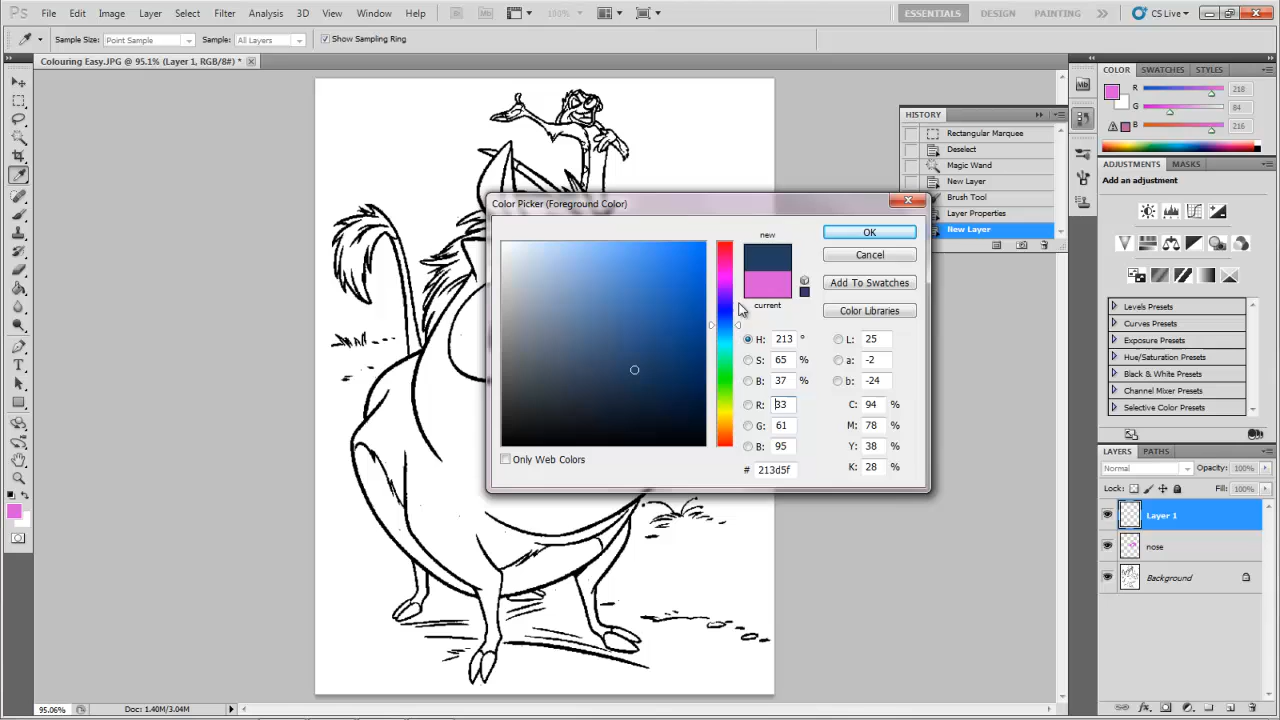 Ps File Edit Image Layer Select Filter Analysis 3D View Window Help Br Mb 100% ESSENTIALS DESIGN PAINTING CS Live
Sample Size: Point Sample Sample: All Layers Show Sampling Ring
Colouring Easy.JPG @ 95.1% (Layer 1, RGB/8#) *
COLOR SWATCHES STYLES
R 218
G 84
B 216
HISTORY
Rectangular Marquee
Deselect
Magic Wand
New Layer
Brush Tool
Layer Properties
New Layer
ADJUSTMENTS MASKS
Add an adjustment
Levels Presets
Curves Presets
Exposure Presets
Hue/Saturation Presets
Black & White Presets
Channel Mixer Presets
Selective Color Presets
Color Picker (Foreground Color)
new
current
OK
Cancel
Add To Swatches
Color Libraries
H: 213 ° L: 25
S: 65 % a: -2
B: 37 % b: -24
R: 33 C: 94 %
G: 61 M: 78 %
B: 95 Y: 38 %
# 213d5f K: 28 %
Only Web Colors
LAYERS PATHS
Normal Opacity: 100%
Lock: Fill: 100%
Layer 1
nose
Background
95.06% Doc: 1.40M/3.04M